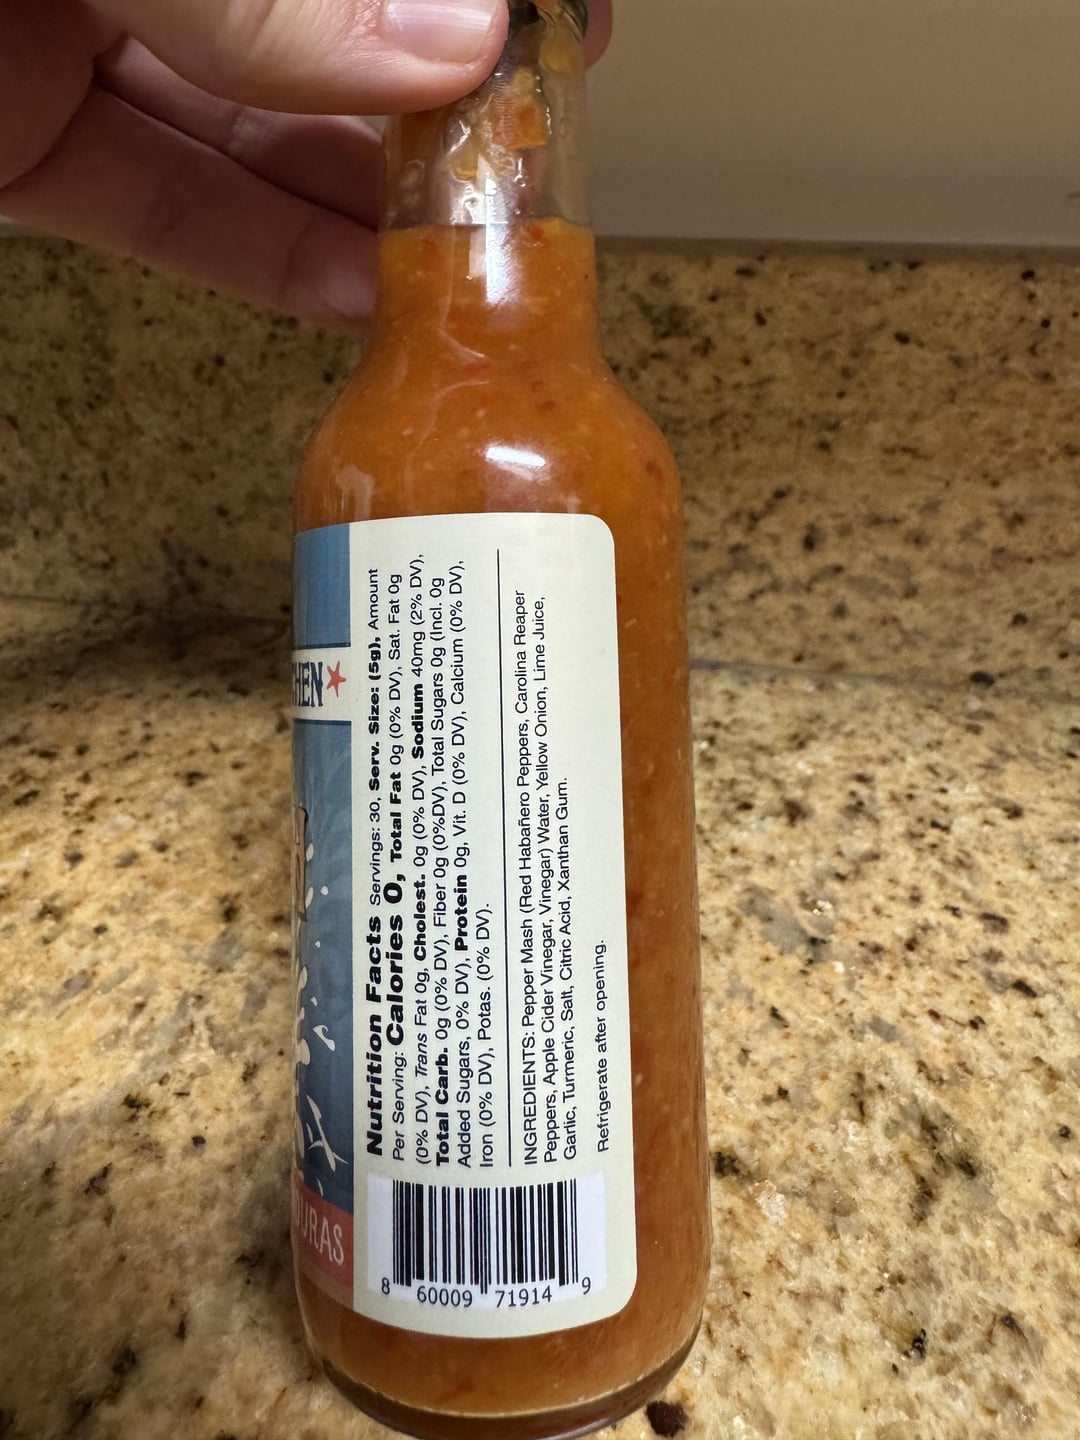 HEN
URAS
Nutrition Facts Servings: 30, Serv. Size: (5g), Amount
Per Serving: Calories 0, Total Fat 0g (0% DV), Sat. Fat 0g
(0% DV), Trans Fat 0g, Cholest. 0g (0% DV), Sodium 40mg (2% DV),
Total Carb. 0g (0% DV), Fiber 0g (0%DV), Total Sugars 0g (Incl. 0g
Added Sugars, 0% DV), Protein 0g, Vit. D (0% DV), Calcium (0% DV),
Iron (0% DV), Potas. (0% DV).
INGREDIENTS: Pepper Mash (Red Habañero Peppers, Carolina Reaper
Peppers, Apple Cider Vinegar, Vinegar) Water, Yellow Onion, Lime Juice,
Garlic, Turmeric, Salt, Citric Acid, Xanthan Gum.
Refrigerate after opening.
8 60009 71914 9